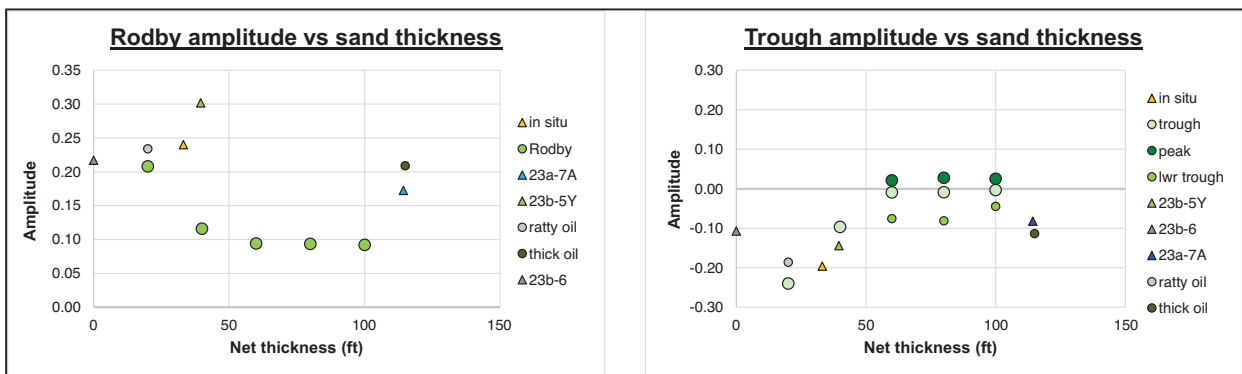 Rodby amplitude vs sand thickness
0.35
0.30
0.25
0.20
0.15
0.10
0.05
0.00
Amplitude
0
50
100
150
Net thickness (ft)
in situ
Rodby
23a-7A
23b-5Y
ratty oil
thick oil
23b-6
Trough amplitude vs sand thickness
0.30
0.20
0.10
0.00
-0.10
-0.20
-0.30
Amplitude
0
50
100
150
Net thickness (ft)
in situ
trough
peak
lwr trough
23b-5Y
23b-6
23a-7A
ratty oil
thick oil